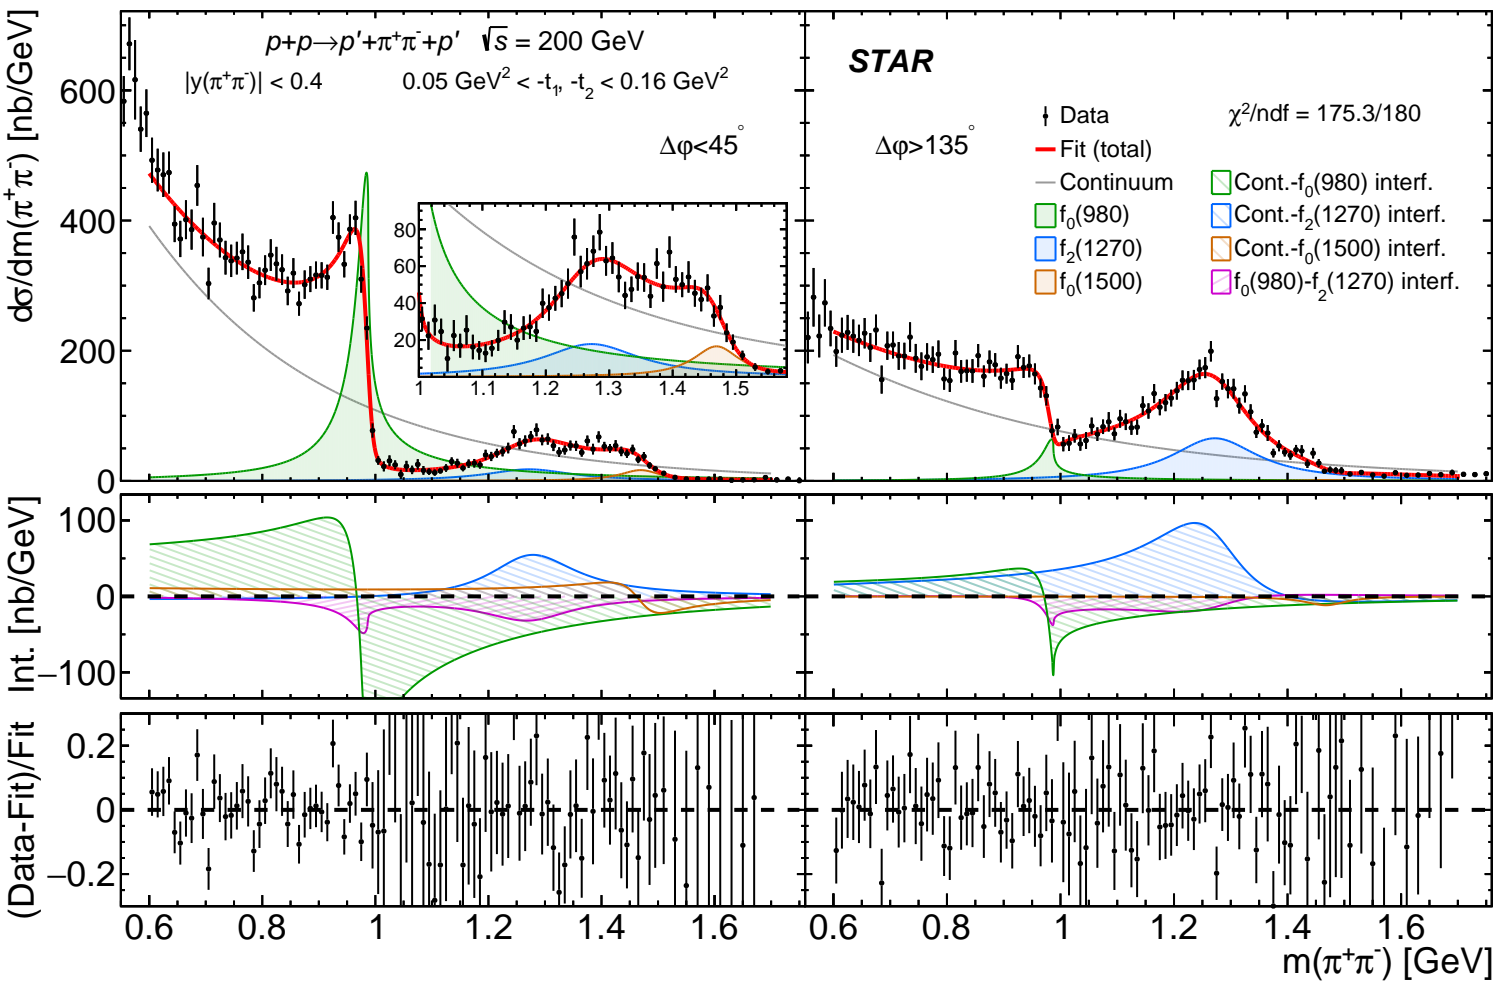 p+p→p′+π⁺π⁻+p′ √s = 200 GeV
|y(π⁺π⁻)| < 0.4 0.05 GeV² < -t₁, -t₂ < 0.16 GeV²
Δφ<45°
STAR
Δφ>135°
χ²/ndf = 175.3/180
Data
Fit (total)
Continuum
f₀(980)
f₂(1270)
f₀(1500)
Cont.-f₀(980) interf.
Cont.-f₂(1270) interf.
Cont.-f₀(1500) interf.
f₀(980)-f₂(1270) interf.
dσ/dm(π⁺π⁻) [nb/GeV]
600
400
200
0
80
60
40
20
1 1.1 1.2 1.3 1.4 1.5
Int. [nb/GeV]
100
0
−100
(Data-Fit)/Fit
0.2
0
−0.2
0.6 0.8 1 1.2 1.4 1.6 0.6 0.8 1 1.2 1.4 1.6
m(π⁺π⁻) [GeV]